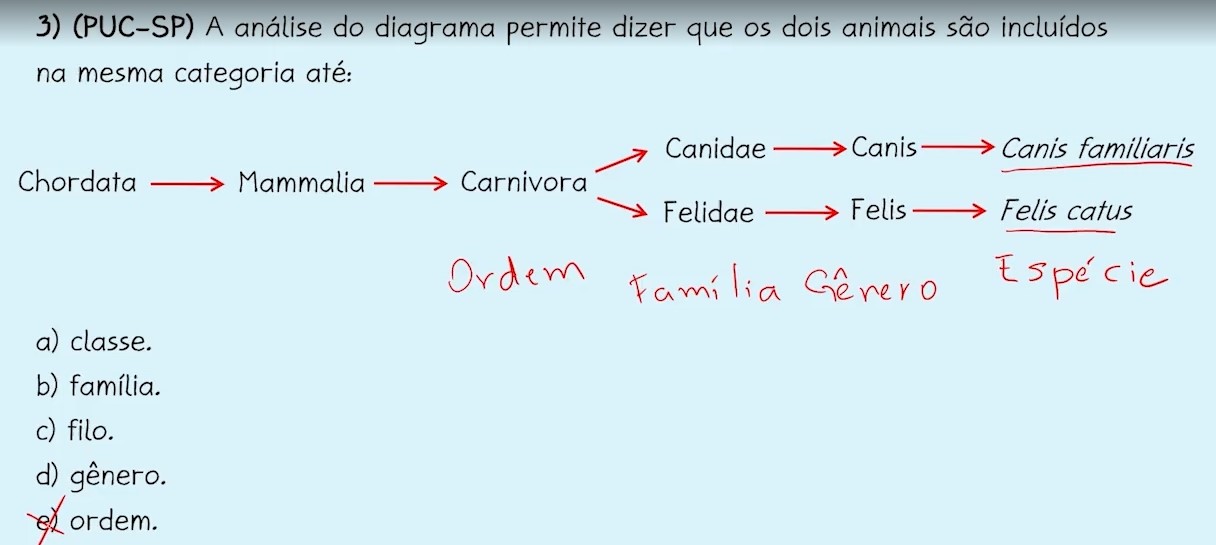 3) (PUC-SP) A análise do diagrama permite dizer que os dois animais são incluídos
na mesma categoria até:
Canidae Canis Canis familiaris
Chordata Mammalia Carnivora
Felidae Felis Felis catus
Ordem Família Gênero Espécie
a) classe.
b) família.
c) filo.
d) gênero.
e) ordem.